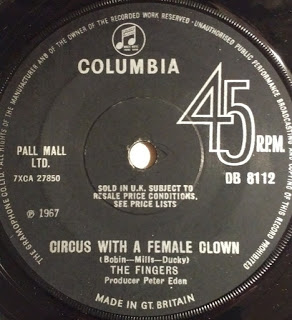 THE GRAMOPHONE CO. LTD. ALL RIGHTS OF THE MANUFACTURER AND OF THE OWNER OF THE RECORDED WORK RESERVED · UNAUTHORISED PUBLIC PERFORMANCE BROADCASTING AND COPYING OF THIS RECORD PROHIBITED
COLUMBIA
45 RPM.
PALL MALL
LTD.
7XCA 27850
DB 8112
SOLD IN U.K. SUBJECT TO
RESALE PRICE CONDITIONS,
SEE PRICE LISTS
℗ 1967
CIRCUS WITH A FEMALE CLOWN
(Bobin-Mills-Ducky)
THE FINGERS
Producer Peter Eden
MADE IN GT. BRITAIN